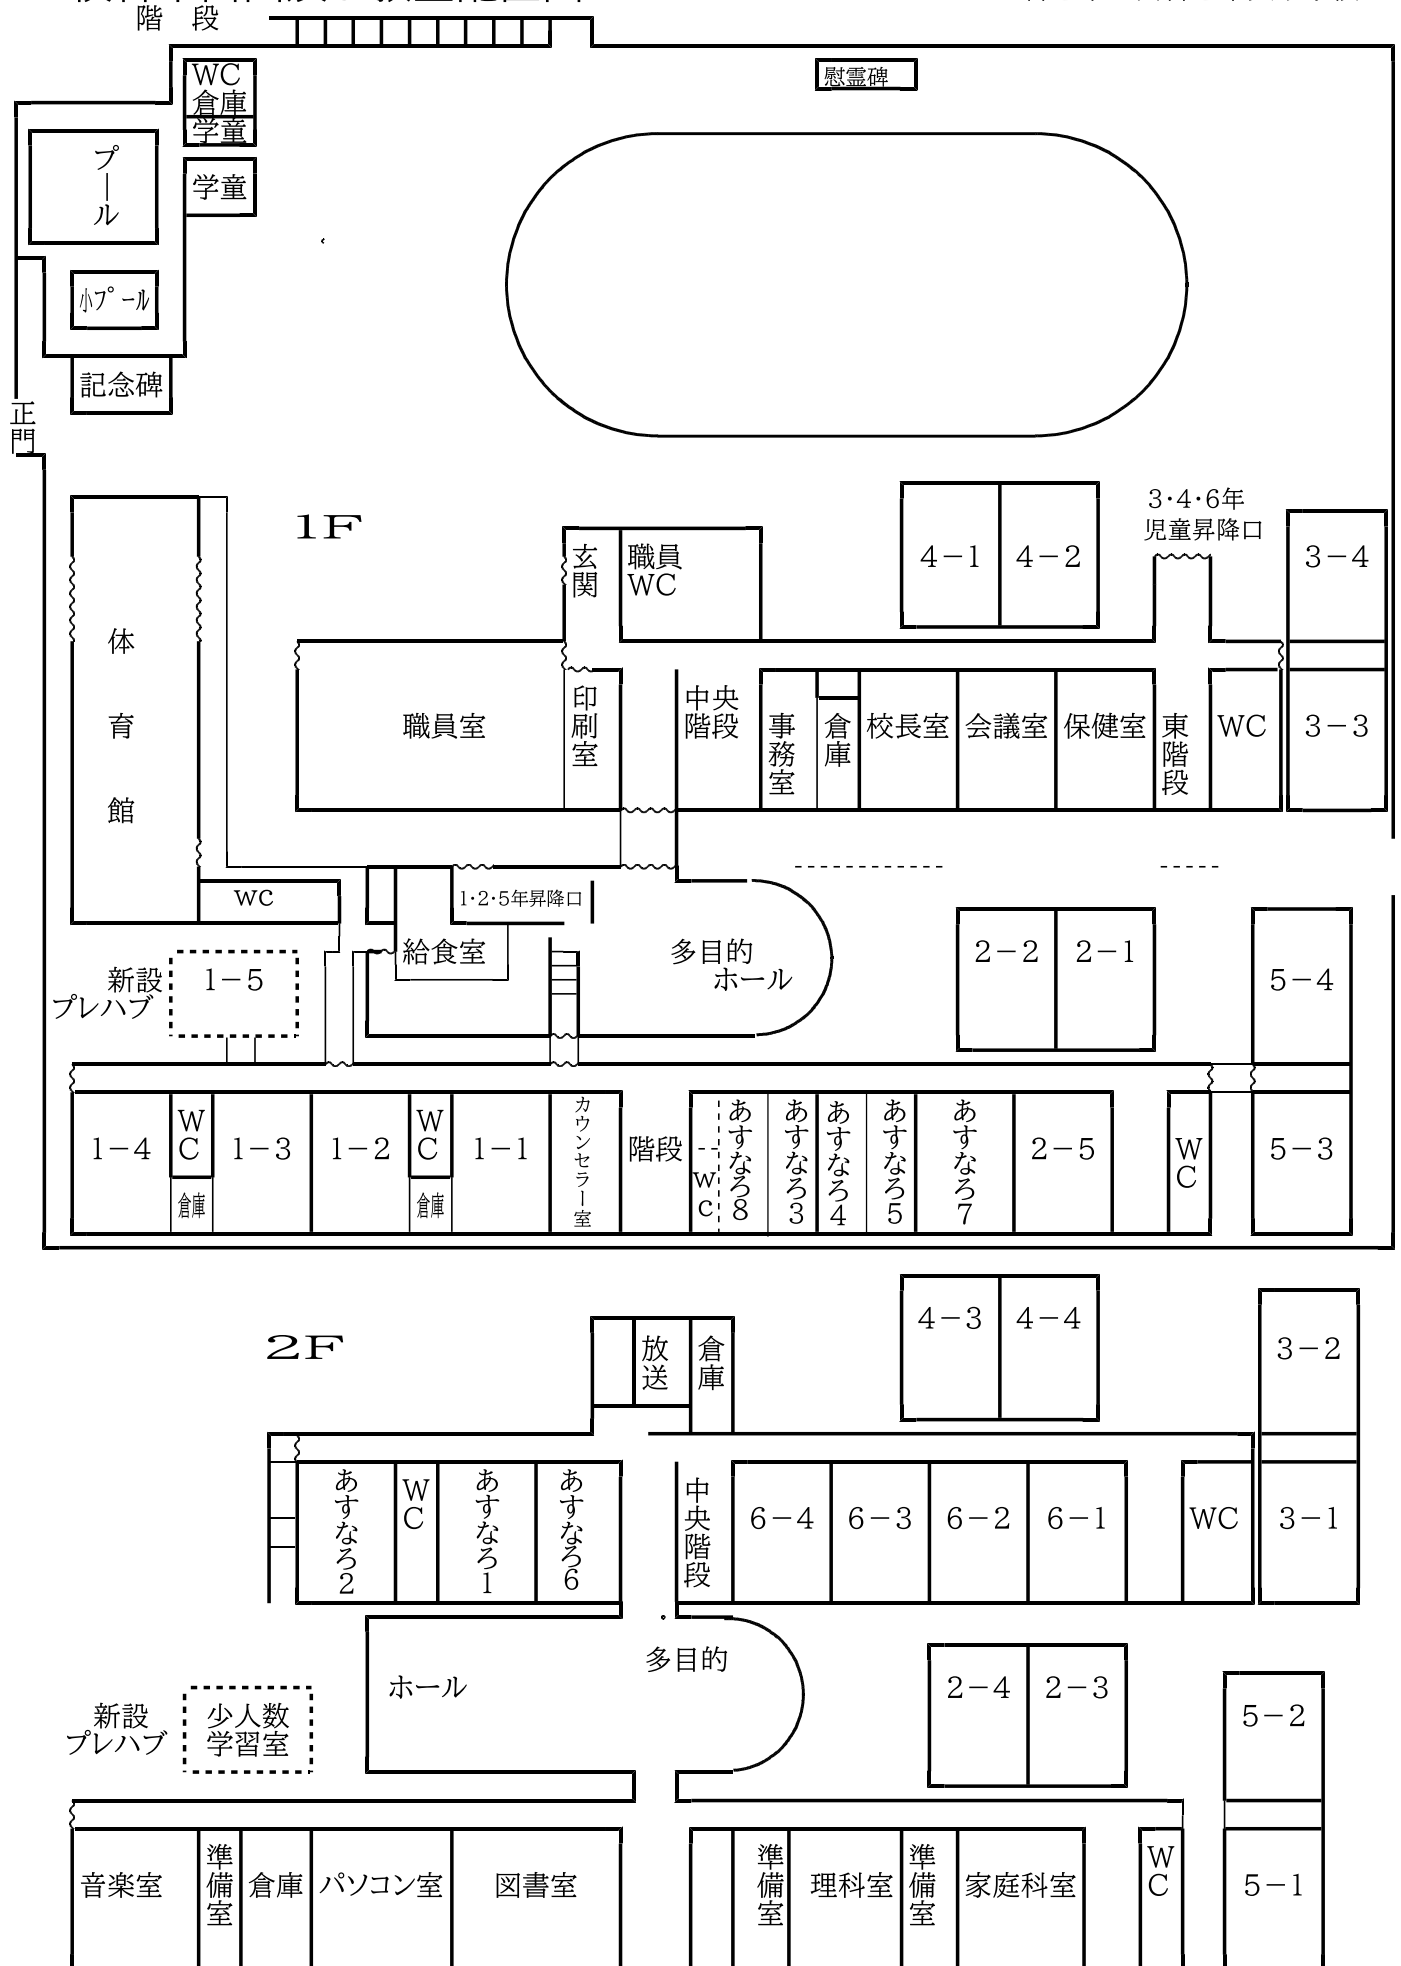 階 段
WC
倉庫
学童
慰霊碑
プール
学童
小プール
記念碑
正門
1F
3・4・6年
児童昇降口
4－1
4－2
3－4
玄関
職員
WC
体育館
職員室
印刷室
中央
階段
事務室
倉庫
校長室
会議室
保健室
東階段
WC
3－3
WC
1・2・5年昇降口
給食室
多目的
ホール
2－2
2－1
5－4
新設
プレハブ
1－5
1－4
WC
倉庫
1－3
1－2
WC
倉庫
1－1
カウンセラー室
階段
WC
あすなろ8
あすなろ3
あすなろ4
あすなろ5
あすなろ7
2－5
WC
5－3
2F
放送
倉庫
4－3
4－4
3－2
あすなろ2
WC
あすなろ1
あすなろ6
中央階段
6－4
6－3
6－2
6－1
WC
3－1
多目的
ホール
2－4
2－3
5－2
新設
プレハブ
少人数
学習室
音楽室
準備室
倉庫
パソコン室
図書室
準備室
理科室
準備室
家庭科室
WC
5－1